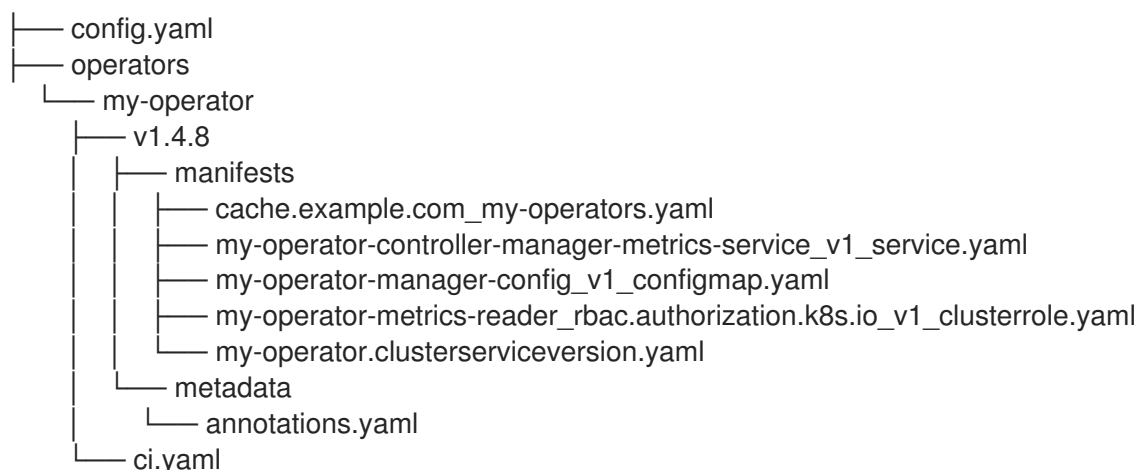 ├── config.yaml
├── operators
└── my-operator
├── v1.4.8
│ ├── manifests
│ │ ├── cache.example.com_my-operators.yaml
│ │ ├── my-operator-controller-manager-metrics-service_v1_service.yaml
│ │ ├── my-operator-manager-config_v1_configmap.yaml
│ │ ├── my-operator-metrics-reader_rbac.authorization.k8s.io_v1_clusterrole.yaml
│ │ └── my-operator.clusterserviceversion.yaml
│ └── metadata
│ └── annotations.yaml
└── ci.yaml